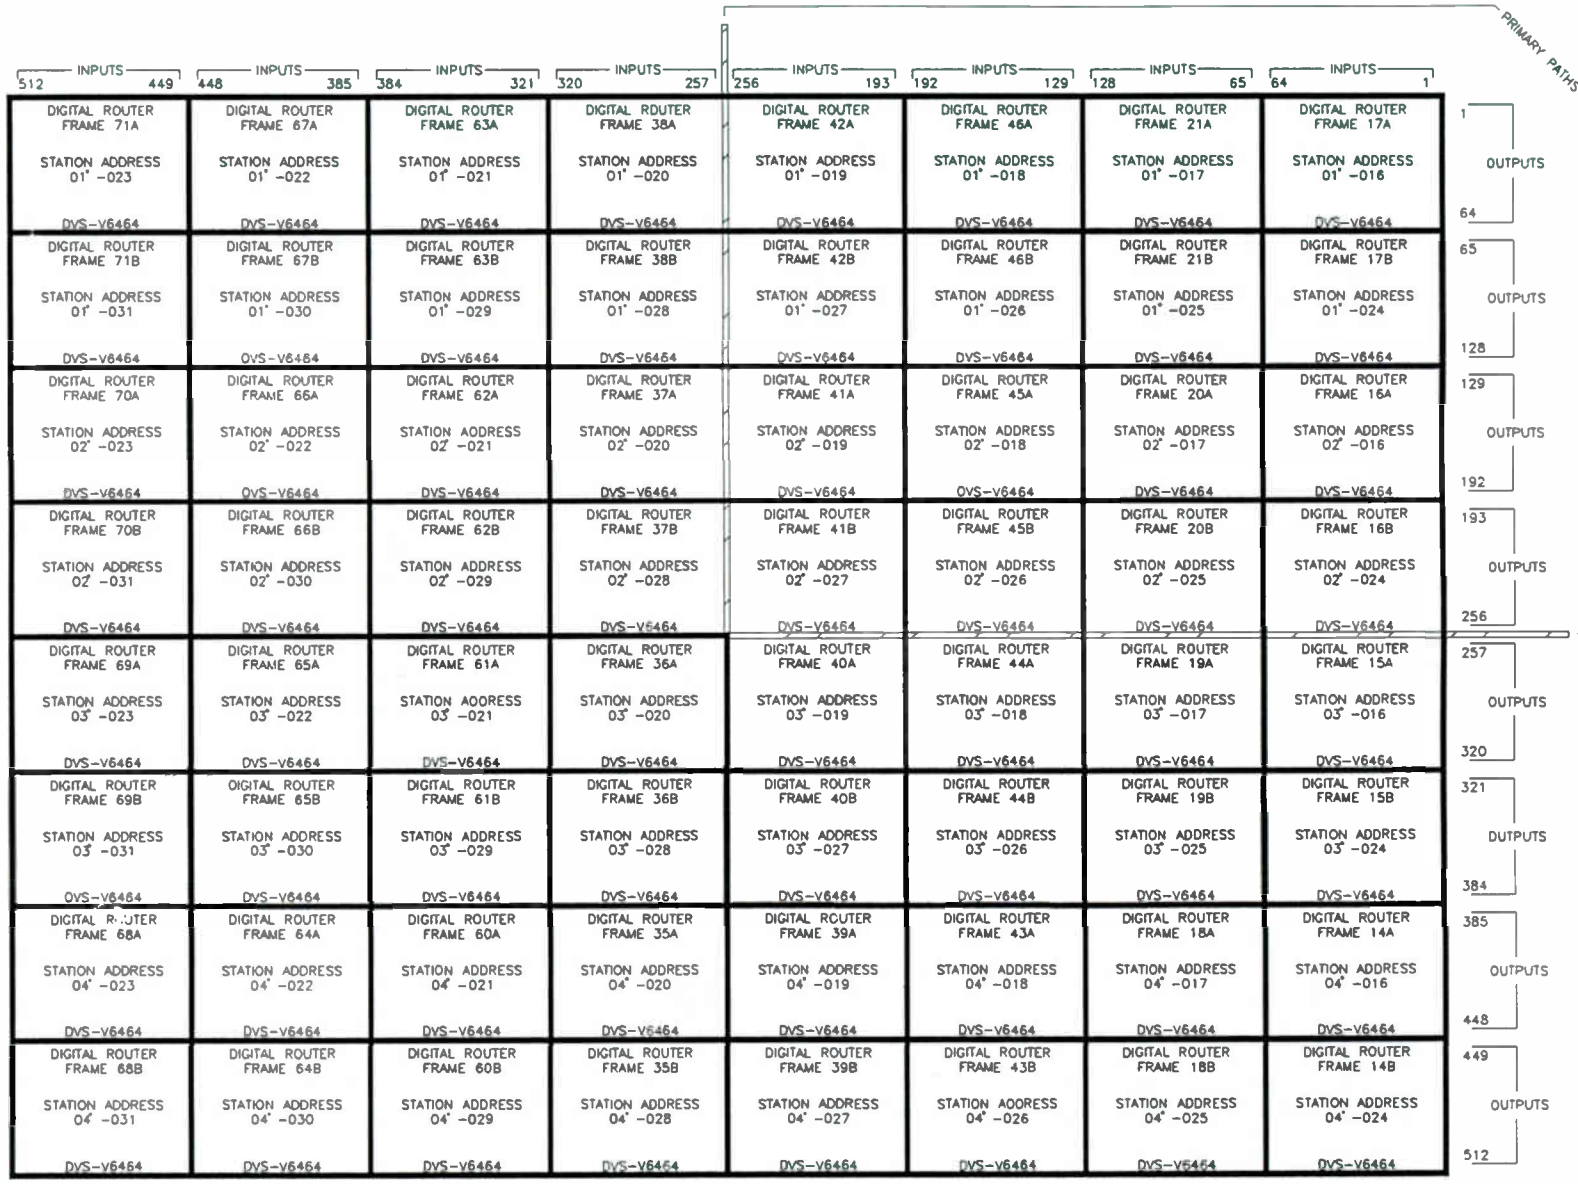 PRIMARY PATHS
INPUTS INPUTS INPUTS INPUTS INPUTS INPUTS INPUTS INPUTS
512 449 448 385 384 321 320 257 256 193 192 129 128 65 64 1
DIGITAL ROUTER DIGITAL ROUTER DIGITAL ROUTER DIGITAL RDUTER DIGITAL ROUTER DIGITAL ROUTER DIGITAL ROUTER DIGITAL ROUTER 1
FRAME 71A FRAME 67A FRAME 63A FRAME 38A FRAME 42A FRAME 46A FRAME 21A FRAME 17A
STATION ADDRESS STATION ADDRESS STATION ADDRESS STATION ADDRESS STATION ADDRESS STATION ADDRESS STATION ADDRESS STATION ADDRESS OUTPUTS
01° -023 01° -022 01° -021 01° -020 01° -019 01° -018 01° -017 01° -016
DVS-V6464 DVS-V6464 DVS-V6464 DVS-V6464 DVS-V6464 DVS-V6464 DVS-V6464 DVS-V6464 64
DIGITAL ROUTER DIGITAL ROUTER DIGITAL ROUTER DIGITAL ROUTER DIGITAL ROUTER DIGITAL ROUTER DIGITAL ROUTER DIGITAL ROUTER 65
FRAME 71B FRAME 67B FRAME 63B FRAME 38B FRAME 42B FRAME 46B FRAME 21B FRAME 17B
STATION ADDRESS STATION ADDRESS STATION ADDRESS STATION ADDRESS STATION ADDRESS STATION ADDRESS STATION ADDRESS STATION ADDRESS OUTPUTS
01° -031 01° -030 01° -029 01° -028 01° -027 01° -026 01° -025 01° -024
DVS-V6464 OVS-V6464 DVS-V6464 DVS-V6464 DVS-V6464 DVS-V6464 DVS-V6464 DVS-V6464 128
DIGITAL ROUTER DIGITAL ROUTER DIGITAL ROUTER DIGITAL ROUTER DIGITAL ROUTER DIGITAL ROUTER DIGITAL ROUTER DIGITAL ROUTER 129
FRAME 70A FRAME 66A FRAME 62A FRAME 37A FRAME 41A FRAME 45A FRAME 20A FRAME 16A
STATION ADDRESS STATION ADDRESS STATION AODRESS STATION ADDRESS STATION ADDRESS STATION ADDRESS STATION ADDRESS STATION ADDRESS OUTPUTS
02° -023 02° -022 02° -021 02° -020 02° -019 02° -018 02° -017 02° -016
DVS-V6464 OVS-V6464 DVS-V6464 DVS-V6464 DVS-V6464 OVS-V6464 DVS-V6464 DVS-V6464 192
DIGITAL ROUTER DIGITAL ROUTER DIGITAL ROUTER DIGITAL ROUTER DIGITAL ROUTER DIGITAL ROUTER DIGITAL ROUTER DIGITAL ROUTER 193
FRAME 70B FRAME 66B FRAME 62B FRAME 37B FRAME 41B FRAME 45B FRAME 20B FRAME 16B
STATION ADDRESS STATION ADDRESS STATION ADDRESS STATION ADDRESS STATION ADDRESS STATION ADDRESS STATION ADDRESS STATION ADDRESS OUTPUTS
02° -031 02° -030 02° -029 02° -028 02° -027 02° -026 02° -025 02° -024
DVS-V6464 DVS-V6464 DVS-V6464 DVS-V6464 DVS-V6464 DVS-V6464 DVS-V6464 DVS-V6464 256
DIGITAL ROUTER DIGITAL ROUTER DIGITAL ROUTER DIGITAL ROUTER DIGITAL ROUTER DIGITAL ROUTER DIGITAL ROUTER DIGITAL ROUTER 257
FRAME 69A FRAME 65A FRAME 61A FRAME 36A FRAME 40A FRAME 44A FRAME 19A FRAME 15A
STATION ADDRESS STATION ADDRESS STATION AOORESS STATION ADDRESS STATION ADDRESS STATION ADDRESS STATION ADDRESS STATION ADDRESS OUTPUTS
03° -023 03° -022 03° -021 03° -020 03° -019 03° -018 03° -017 03° -016
DVS-V6464 DVS-V6464 DVS-V6464 DVS-V6464 DVS-V6464 DVS-V6464 DVS-V6464 DVS-V6464 320
DIGITAL ROUTER OIGITAL ROUTER DIGITAL ROUTER DIGITAL ROUTER DIGITAL ROUTER DIGITAL ROUTER DIGITAL ROUTER DIGITAL ROUTER 321
FRAME 69B FRAME 65B FRAME 61B FRAME 36B FRAME 40B FRAME 44B FRAME 19B FRAME 15B
STATION ADDRESS STATION ADDRESS STATION ADDRESS STATION ADDRESS STATION ADDRESS STATION ADDRESS STATION ADDRESS STATION ADDRESS DUTPUTS
03° -031 03° -030 03° -029 03° -028 03° -027 03° -026 03° -025 03° -024
OVS-V6464 DVS-V6464 DVS-V6464 DVS-V6464 DVS-V6464 DVS-V6464 DVS-V6464 DVS-V6464 384
DIGITAL ROUTER DIGITAL ROUTER DIGITAL ROUTER DIGITAL ROUTER DIGITAL ROUTER DIGITAL ROUTER DIGITAL ROUTER DIGITAL ROUTER 385
FRAME 68A FRAME 64A FRAME 60A FRAME 35A FRAME 39A FRAME 43A FRAME 18A FRAME 14A
STATION ADDRESS STATION ADDRESS STATION ADDRESS STATION ADDRESS STATION ADDRESS STATION ADDRESS STATION ADDRESS STATION ADDRESS OUTPUTS
04° -023 04° -022 04° -021 04° -020 04° -019 04° -018 04° -017 04° -016
DVS-V6464 DVS-V6464 DVS-V6464 DVS-V6464 DVS-V6464 DVS-V6464 DVS-V6464 DVS-V6464 448
DIGITAL ROUTER DIGITAL ROUTER DIGITAL ROUTER DIGITAL ROUTER DIGITAL ROUTER DIGITAL ROUTER DIGITAL ROUTER DIGITAL ROUTER 449
FRAME 68B FRAME 64B FRAME 60B FRAME 35B FRAME 39B FRAME 43B FRAME 18B FRAME 14B
STATION ADDRESS STATION ADDRESS STATION ADDRESS STATION ADDRESS STATION ADDRESS STATION AOORESS STATION ADDRESS STATION ADDRESS OUTPUTS
04° -031 04° -030 04° -029 04° -028 04° -027 04° -026 04° -025 04° -024
DVS-V6464 DVS-V6464 DVS-V6464 DVS-V6464 DVS-V6464 DVS-V6464 DVS-V6464 DVS-V6464 512